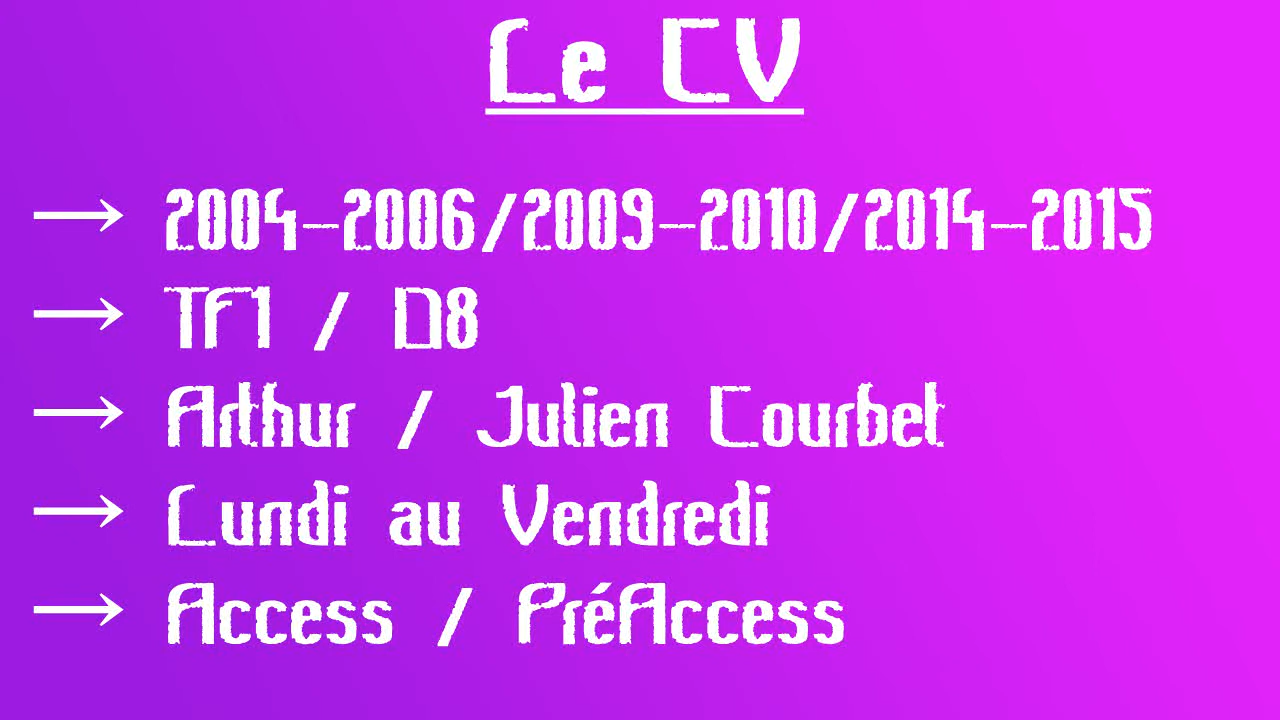 Le CV
→ 2004-2006/2009-2010/2014-2015
→ TF1 / D8
→ Arthur / Julien Courbet
→ Lundi au Vendredi
→ Access / PréAccess